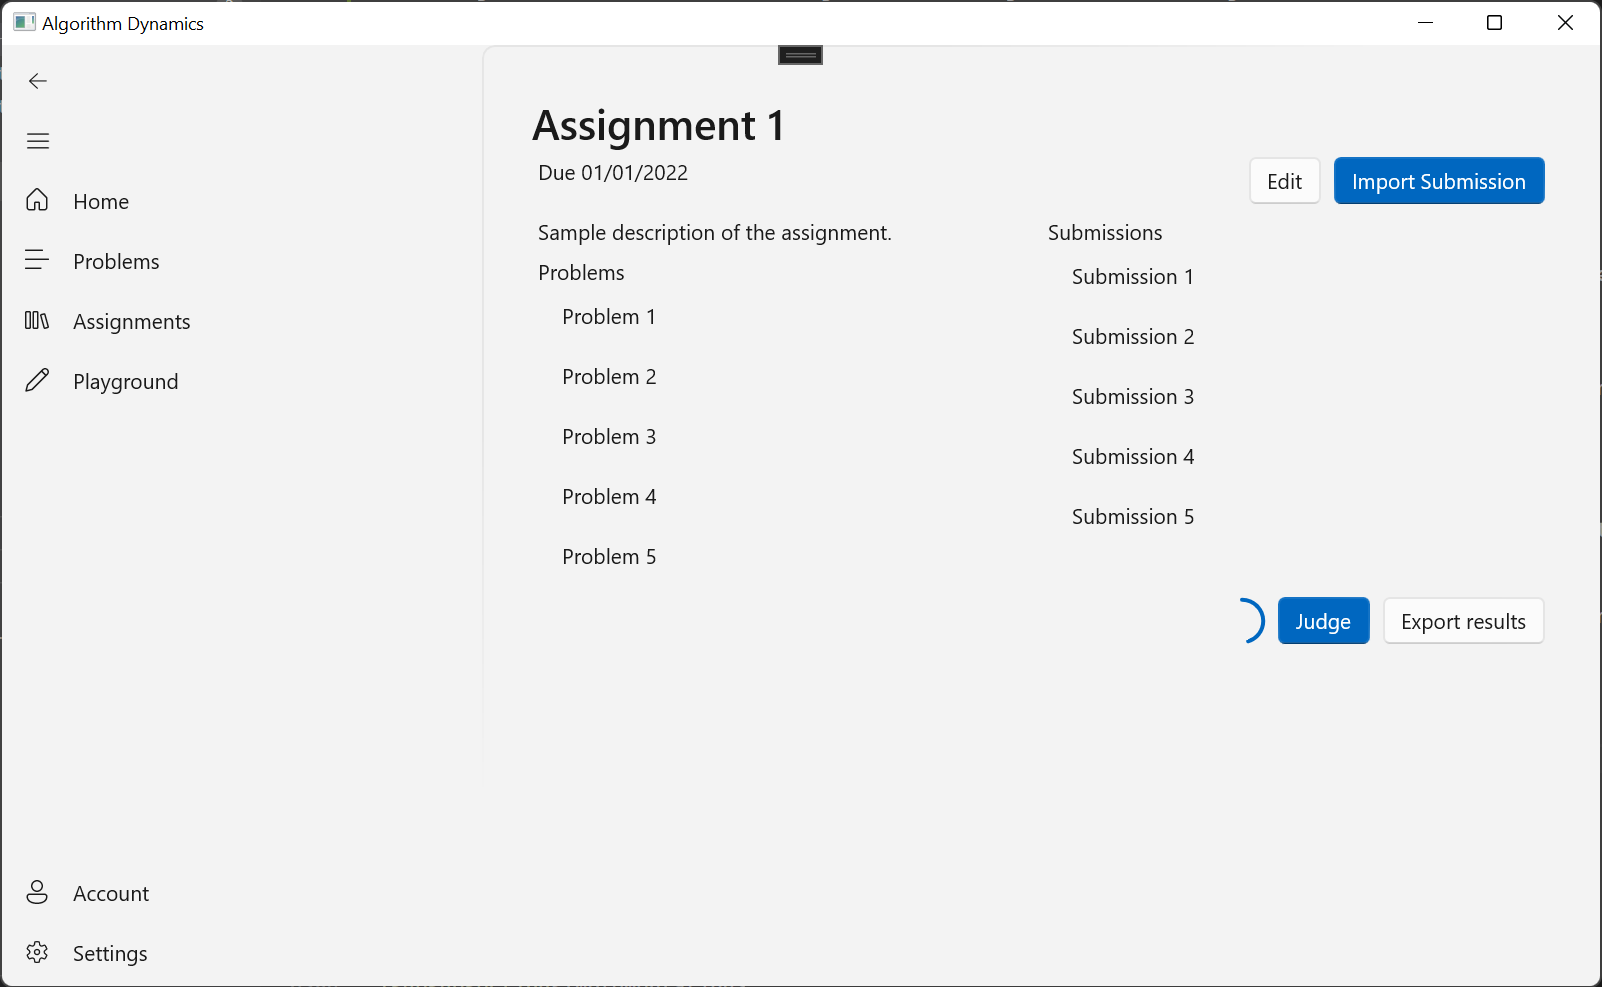 Algorithm Dynamics
Home
Problems
Assignments
Playground
Account
Settings
Assignment 1
Due 01/01/2022
Edit
Import Submission
Sample description of the assignment.
Problems
Problem 1
Problem 2
Problem 3
Problem 4
Problem 5
Submissions
Submission 1
Submission 2
Submission 3
Submission 4
Submission 5
Judge
Export results